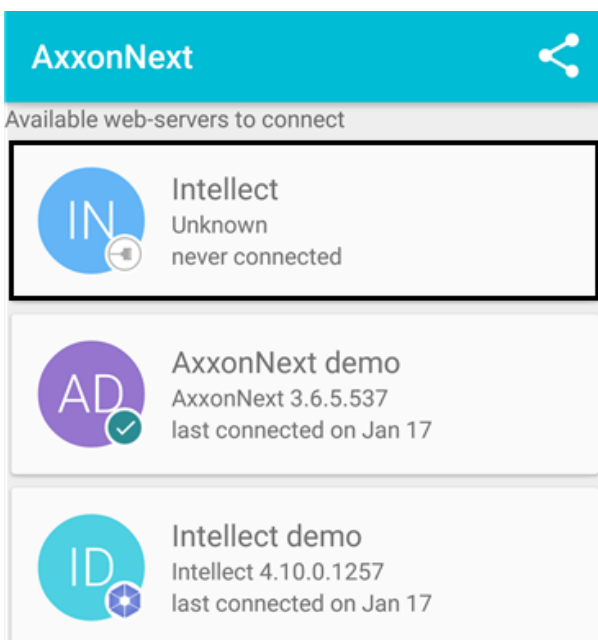 AxxonNext
Available web-servers to connect
IN
Intellect
Unknown
never connected
AD
AxxonNext demo
AxxonNext 3.6.5.537
last connected on Jan 17
ID
Intellect demo
Intellect 4.10.0.1257
last connected on Jan 17